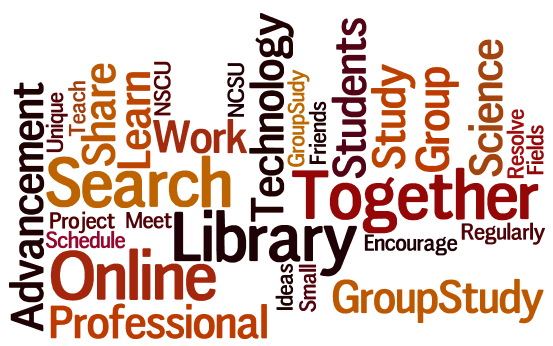 Advancement
Unique
Teach
Share
Learn
NSCU
Work
NCSU
Technology
GroupSudy
Friends
Students
Study
Group
Science
Resolve
Fields
Search
Together
Project
Meet
Schedule
Library
Encourage
Regularly
Online
Ideas
Small
GroupStudy
Professional